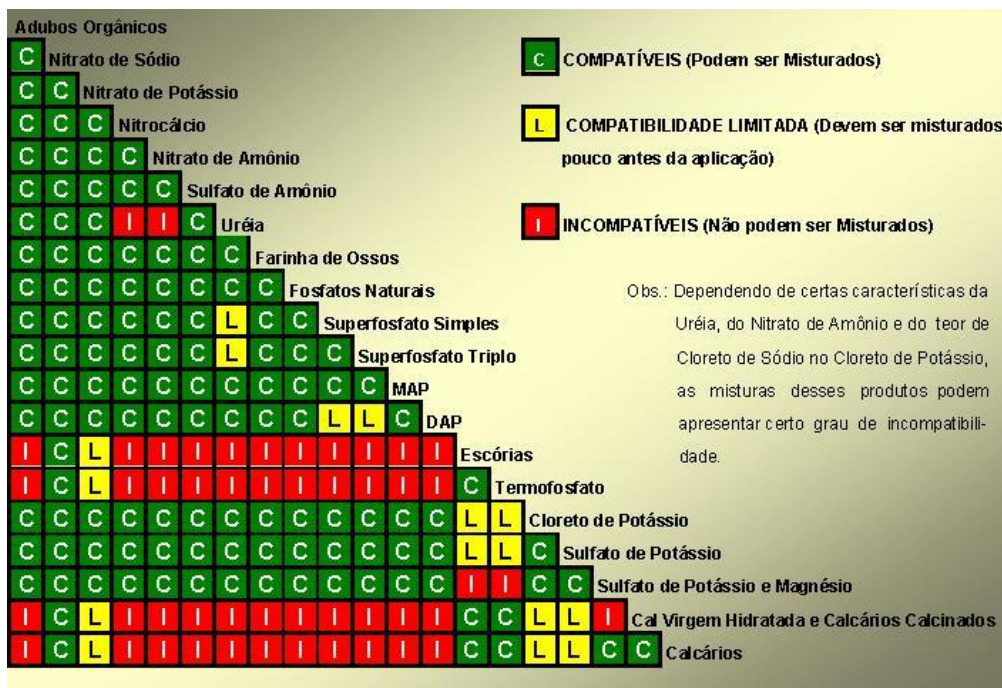 Adubos Orgânicos
C Nitrato de Sódio
C C Nitrato de Potássio
C C C Nitrocálcio
C C C C Nitrato de Amônio
C C C C C Sulfato de Amônio
C C C I I C Uréia
C C C C C C C Farinha de Ossos
C C C C C C C C Fosfatos Naturais
C C C C C C L C C Superfosfato Simples
C C C C C C L C C C Superfosfato Triplo
C C C C C C C C C C C MAP
C C C C C C C C C L L C DAP
I C L I I I I I I I I I I Escórias
I C L I I I I I I I I I I C Termofosfato
C C C C C C C C C C C C C L L Cloreto de Potássio
C C C C C C C C C C C C C L L C Sulfato de Potássio
C C C C C C C C C C C C C I I C C Sulfato de Potássio e Magnésio
I C L I I I I I I I I I I C C L L I Cal Virgem Hidratada e Calcários Calcinados
I C L I I I I I I I I I I C C L L C C Calcários
C COMPATÍVEIS (Podem ser Misturados)
L COMPATIBILIDADE LIMITADA (Devem ser misturados
pouco antes da aplicação)
I INCOMPATÍVEIS (Não podem ser Misturados)
Obs.: Dependendo de certas características da
Uréia, do Nitrato de Amônio e do teor de
Cloreto de Sódio no Cloreto de Potássio,
as misturas desses produtos podem
apresentar certo grau de incompatibili-
dade.